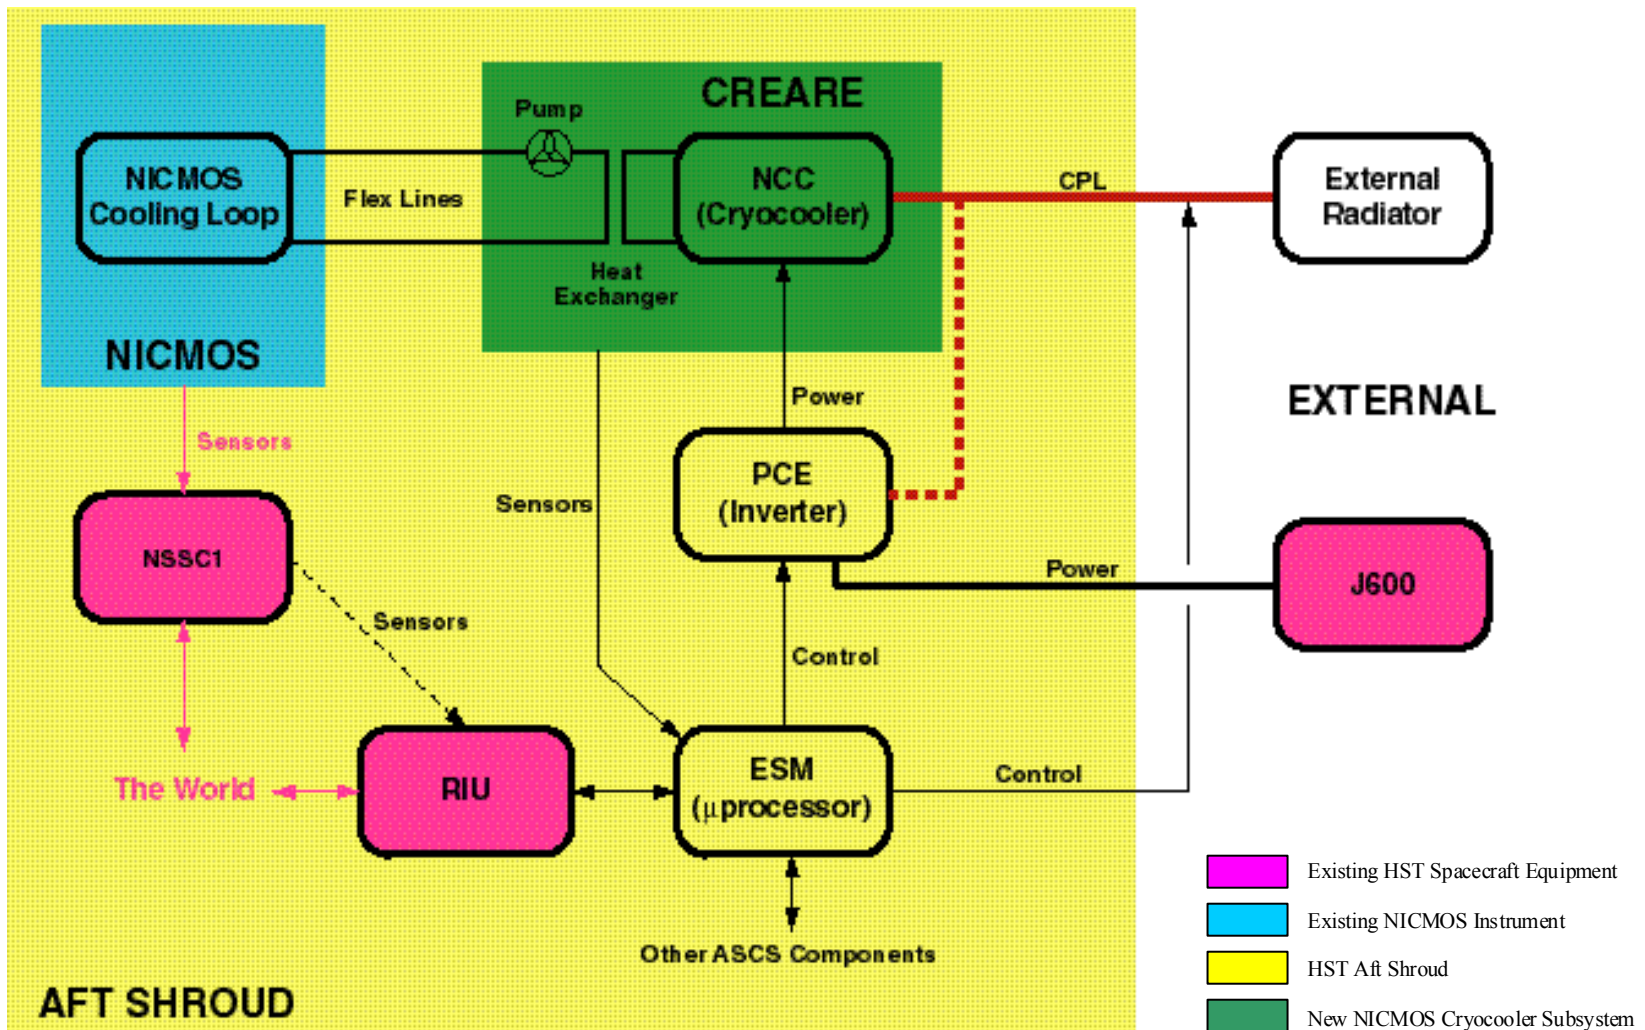 CREARE
Pump
NICMOS
Cooling Loop
Flex Lines
NCC
(Cryocooler)
CPL
External
Radiator
Heat
Exchanger
NICMOS
Power
EXTERNAL
Sensors
PCE
(Inverter)
Sensors
NSSC1
Power
J600
Sensors
Control
The World
RIU
ESM
(μprocessor)
Control
Other ASCS Components
AFT SHROUD
Existing HST Spacecraft Equipment
Existing NICMOS Instrument
HST Aft Shroud
New NICMOS Cryocooler Subsystem